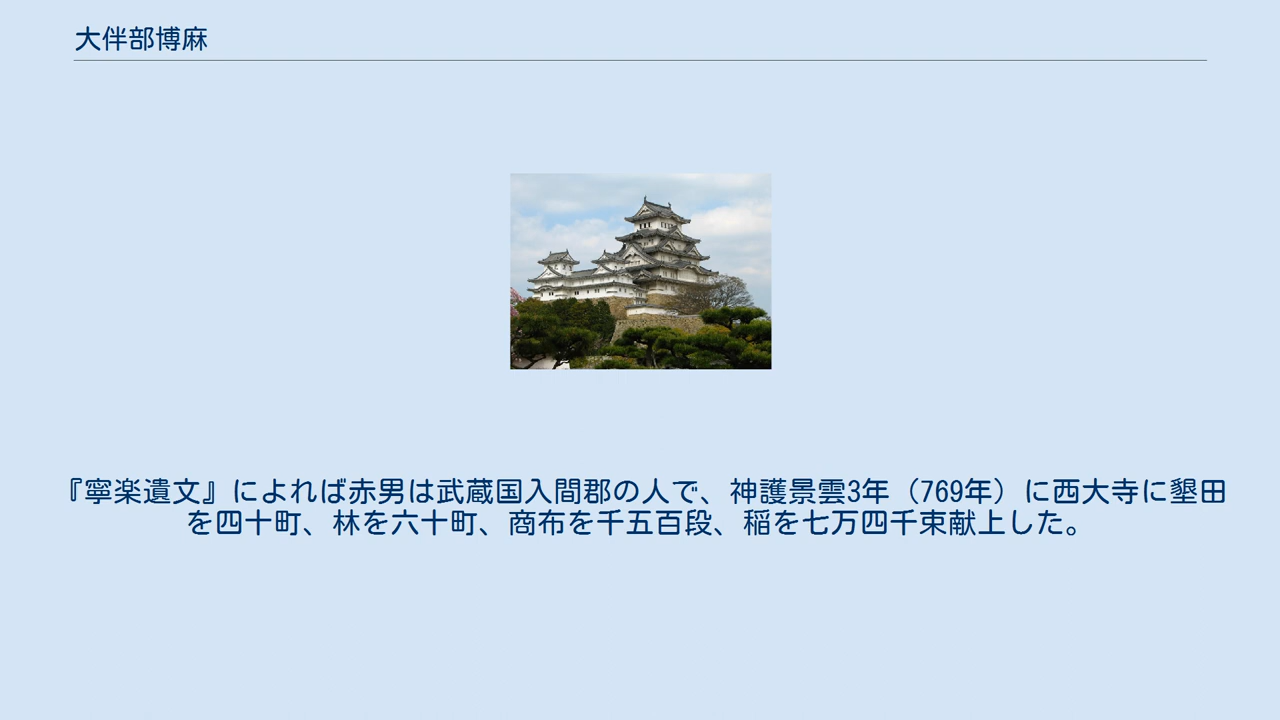 大伴部博麻
『寧楽遺文』によれば赤男は武蔵国入間郡の人で、神護景雲3年（769年）に西大寺に墾田
を四十町、林を六十町、商布を千五百段、稲を七万四千束献上した。